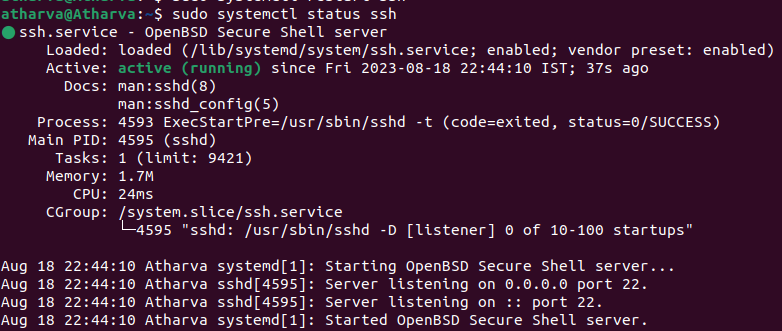 atharva@Atharva:~$ sudo systemctl status ssh
● ssh.service - OpenBSD Secure Shell server
     Loaded: loaded (/lib/systemd/system/ssh.service; enabled; vendor preset: enabled)
     Active: active (running) since Fri 2023-08-18 22:44:10 IST; 37s ago
       Docs: man:sshd(8)
             man:sshd_config(5)
    Process: 4593 ExecStartPre=/usr/sbin/sshd -t (code=exited, status=0/SUCCESS)
   Main PID: 4595 (sshd)
      Tasks: 1 (limit: 9421)
     Memory: 1.7M
        CPU: 24ms
     CGroup: /system.slice/ssh.service
             └─4595 "sshd: /usr/sbin/sshd -D [listener] 0 of 10-100 startups"

Aug 18 22:44:10 Atharva systemd[1]: Starting OpenBSD Secure Shell server...
Aug 18 22:44:10 Atharva sshd[4595]: Server listening on 0.0.0.0 port 22.
Aug 18 22:44:10 Atharva sshd[4595]: Server listening on :: port 22.
Aug 18 22:44:10 Atharva systemd[1]: Started OpenBSD Secure Shell server.